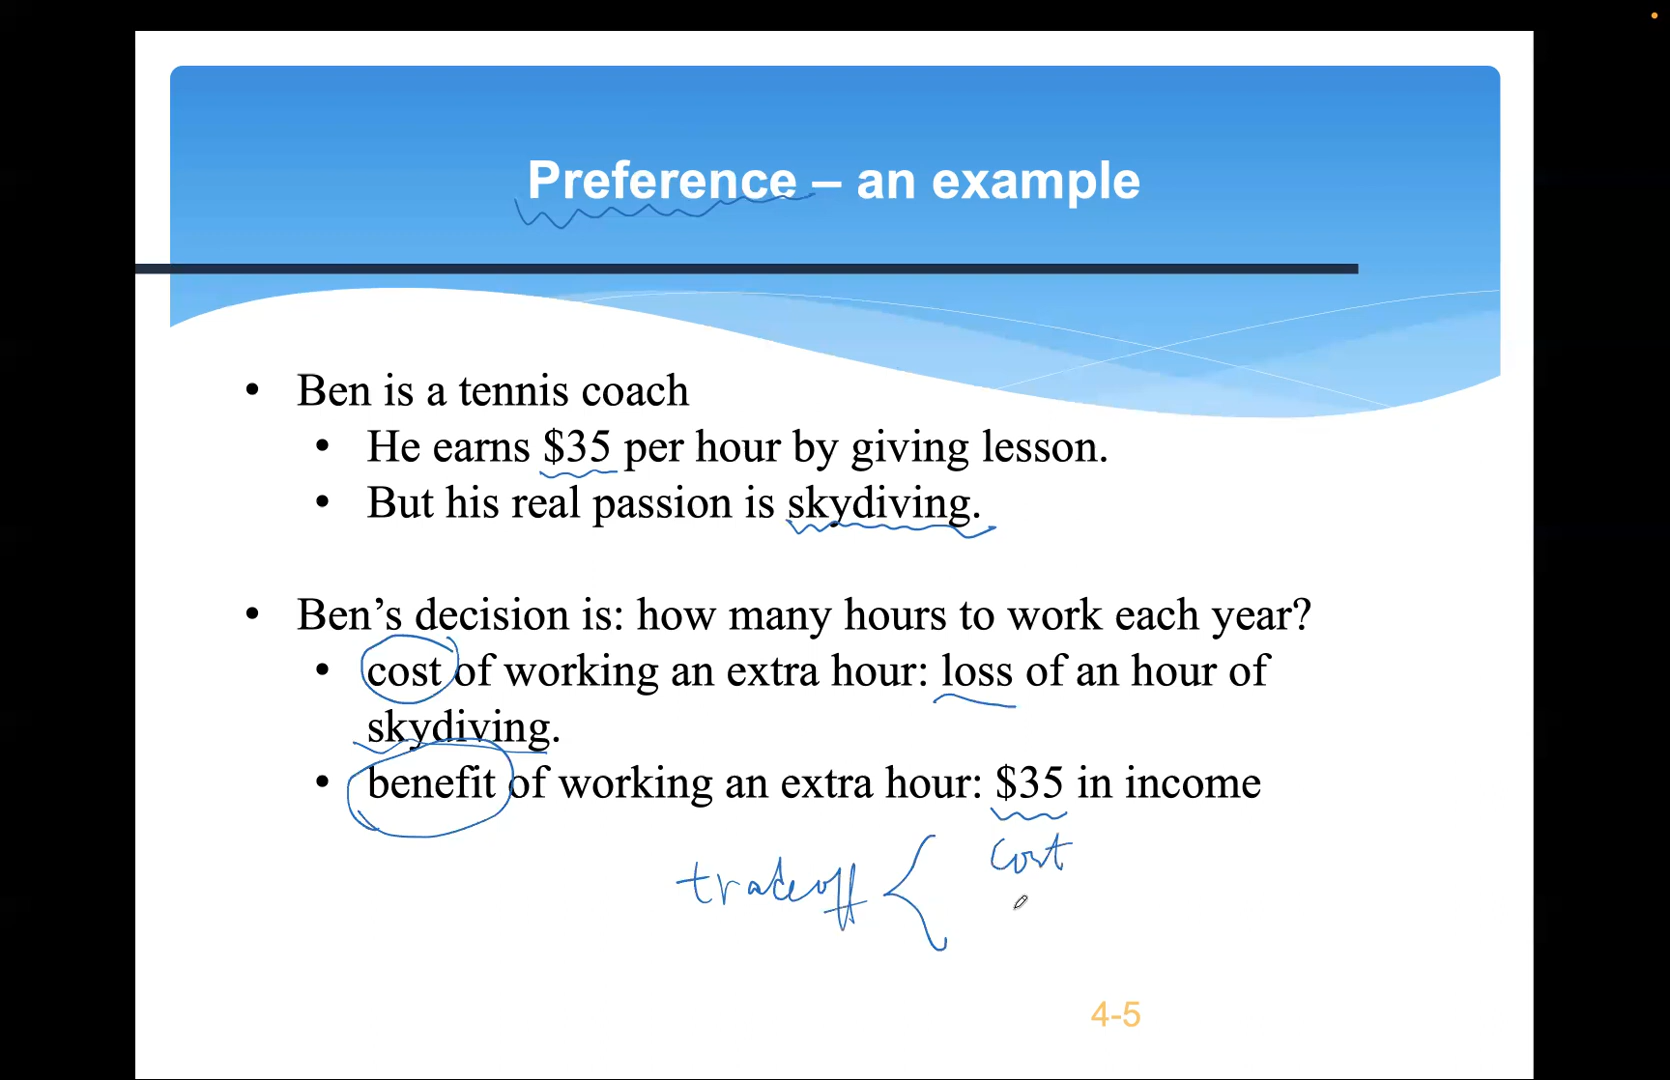 Preference – an example
• Ben is a tennis coach
• He earns $35 per hour by giving lesson.
• But his real passion is skydiving.
• Ben’s decision is: how many hours to work each year?
• cost of working an extra hour: loss of an hour of
skydiving.
• benefit of working an extra hour: $35 in income
cost
tradeoff {
4-5